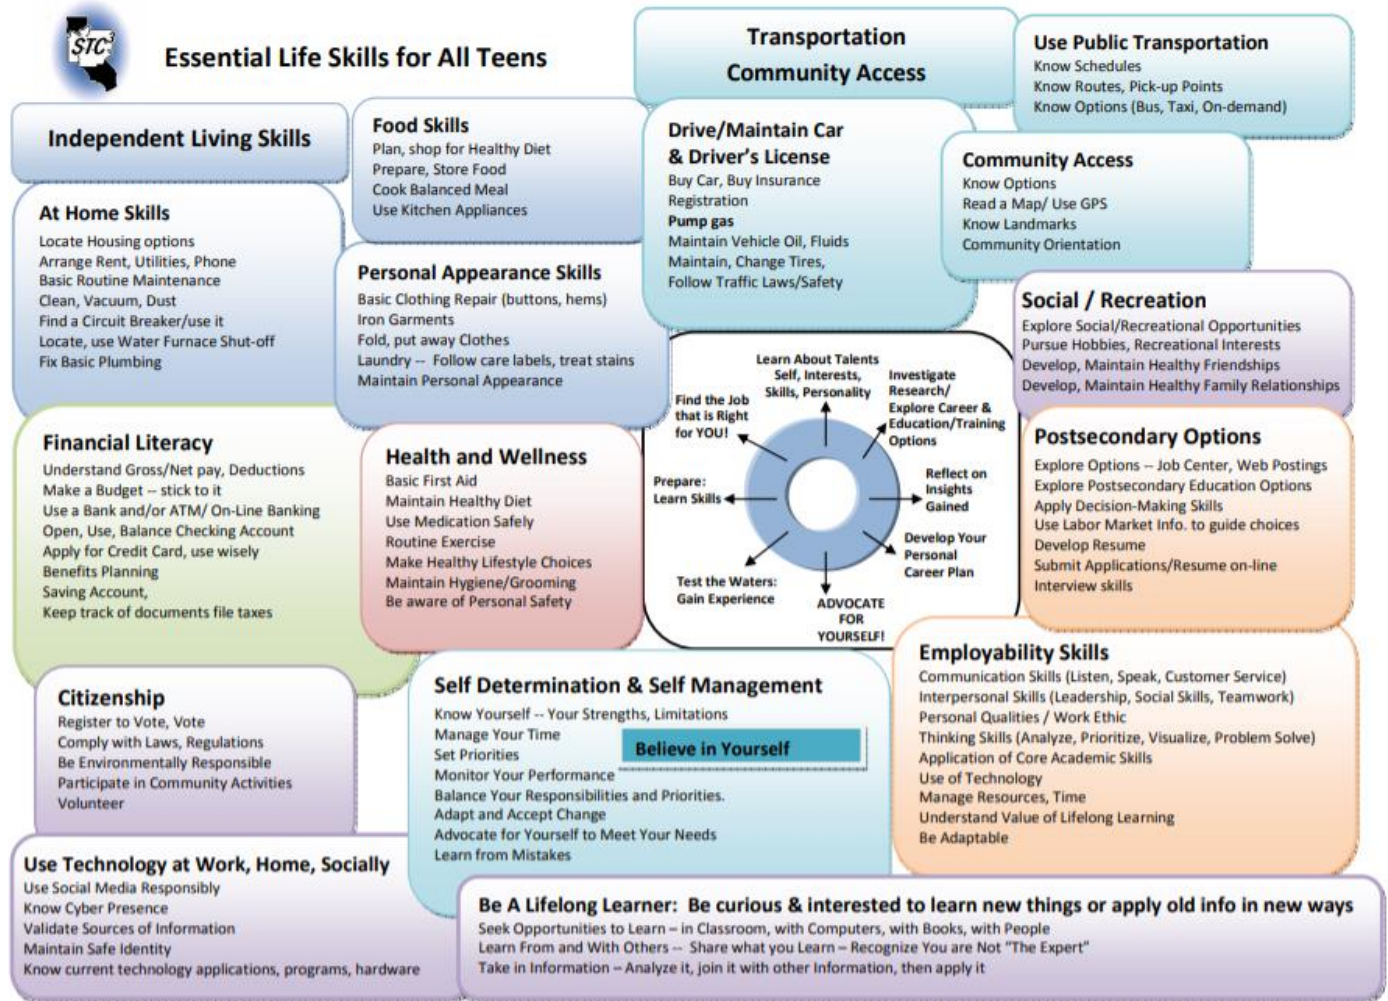 STC³
Essential Life Skills for All Teens
Independent Living Skills
At Home Skills
Locate Housing options
Arrange Rent, Utilities, Phone
Basic Routine Maintenance
Clean, Vacuum, Dust
Find a Circuit Breaker/use it
Locate, use Water Furnace Shut-off
Fix Basic Plumbing
Food Skills
Plan, shop for Healthy Diet
Prepare, Store Food
Cook Balanced Meal
Use Kitchen Appliances
Personal Appearance Skills
Basic Clothing Repair (buttons, hems)
Iron Garments
Fold, put away Clothes
Laundry -- Follow care labels, treat stains
Maintain Personal Appearance
Transportation
Community Access
Use Public Transportation
Know Schedules
Know Routes, Pick-up Points
Know Options (Bus, Taxi, On-demand)
Drive/Maintain Car
& Driver's License
Buy Car, Buy Insurance
Registration
Pump gas
Maintain Vehicle Oil, Fluids
Maintain, Change Tires,
Follow Traffic Laws/Safety
Community Access
Know Options
Read a Map/ Use GPS
Know Landmarks
Community Orientation
Social / Recreation
Explore Social/Recreational Opportunities
Pursue Hobbies, Recreational Interests
Develop, Maintain Healthy Friendships
Develop, Maintain Healthy Family Relationships
Financial Literacy
Understand Gross/Net pay, Deductions
Make a Budget -- stick to it
Use a Bank and/or ATM/ On-Line Banking
Open, Use, Balance Checking Account
Apply for Credit Card, use wisely
Benefits Planning
Saving Account,
Keep track of documents file taxes
Health and Wellness
Basic First Aid
Maintain Healthy Diet
Use Medication Safely
Routine Exercise
Make Healthy Lifestyle Choices
Maintain Hygiene/Grooming
Be aware of Personal Safety
Learn About Talents
Self, Interests,
Skills, Personality
Investigate
Research/
Explore Career &
Education/Training
Options
Reflect on
Insights
Gained
Develop Your
Personal
Career Plan
ADVOCATE
FOR
YOURSELF!
Test the Waters:
Gain Experience
Prepare:
Learn Skills
Find the Job
that is Right
for YOU!
Postsecondary Options
Explore Options -- Job Center, Web Postings
Explore Postsecondary Education Options
Apply Decision-Making Skills
Use Labor Market Info. to guide choices
Develop Resume
Submit Applications/Resume on-line
Interview skills
Citizenship
Register to Vote, Vote
Comply with Laws, Regulations
Be Environmentally Responsible
Participate in Community Activities
Volunteer
Self Determination & Self Management
Know Yourself -- Your Strengths, Limitations
Manage Your Time
Set Priorities
Monitor Your Performance
Balance Your Responsibilities and Priorities.
Adapt and Accept Change
Advocate for Yourself to Meet Your Needs
Learn from Mistakes
Believe in Yourself
Employability Skills
Communication Skills (Listen, Speak, Customer Service)
Interpersonal Skills (Leadership, Social Skills, Teamwork)
Personal Qualities / Work Ethic
Thinking Skills (Analyze, Prioritize, Visualize, Problem Solve)
Application of Core Academic Skills
Use of Technology
Manage Resources, Time
Understand Value of Lifelong Learning
Be Adaptable
Use Technology at Work, Home, Socially
Use Social Media Responsibly
Know Cyber Presence
Validate Sources of Information
Maintain Safe Identity
Know current technology applications, programs, hardware
Be A Lifelong Learner: Be curious & interested to learn new things or apply old info in new ways
Seek Opportunities to Learn – in Classroom, with Computers, with Books, with People
Learn From and With Others -- Share what you Learn – Recognize You are Not "The Expert"
Take in Information – Analyze it, join it with other Information, then apply it